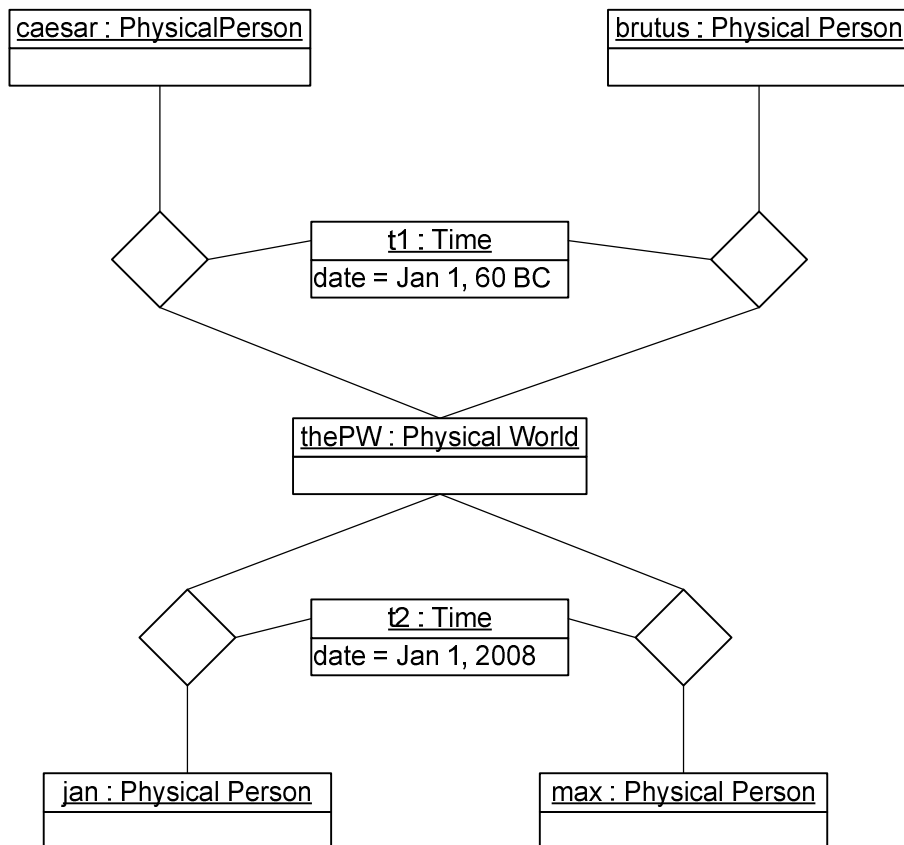 caesar : PhysicalPerson
brutus : Physical Person
t1 : Time
date = Jan 1, 60 BC
thePW : Physical World
t2 : Time
date = Jan 1, 2008
jan : Physical Person
max : Physical Person